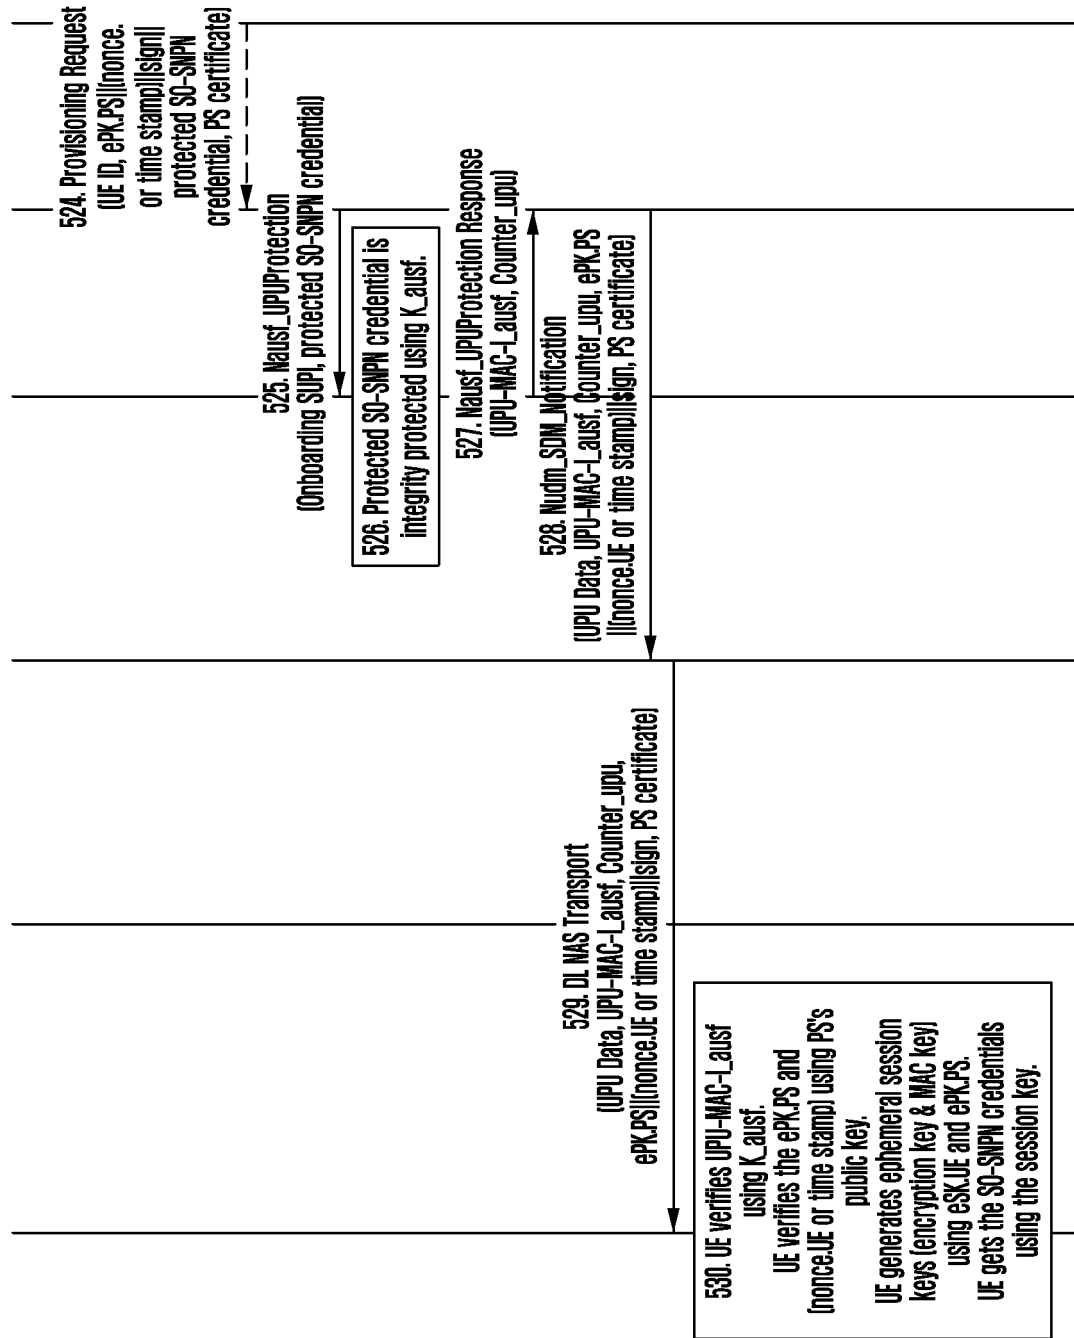 524. Provisioning Request
(UE ID, ePK.PS||(nonce.
or time stamp)||sign||
protected SO-SNPN
credential, PS certificate)
525. Nausf_UPUProtection
(Onboarding SUPI, protected SO-SNPN credential)
526. Protected SO-SNPN credential is
integrity protected using K_ausf.
527. Nausf_UPUProtection Response
(UPU-MAC-I_ausf, Counter_upu)
528. Nudm_SDM_Notification
(UPU Data, UPU-MAC-I_ausf, Counter_upu, ePK.PS
||(nonce.UE or time stamp)||sign, PS certificate)
529. DL NAS Transport
(UPU Data, UPU-MAC-I_ausf, Counter_upu,
ePK.PS||(nonce.UE or time stamp)||sign, PS certificate)
530. UE verifies UPU-MAC-I_ausf
using K_ausf.
UE verifies the ePK.PS and
(nonce.UE or time stamp) using PS's
public key.
UE generates ephemeral session
keys (encryption key & MAC key)
using eSK.UE and ePK.PS.
UE gets the SO-SNPN credentials
using the session key.